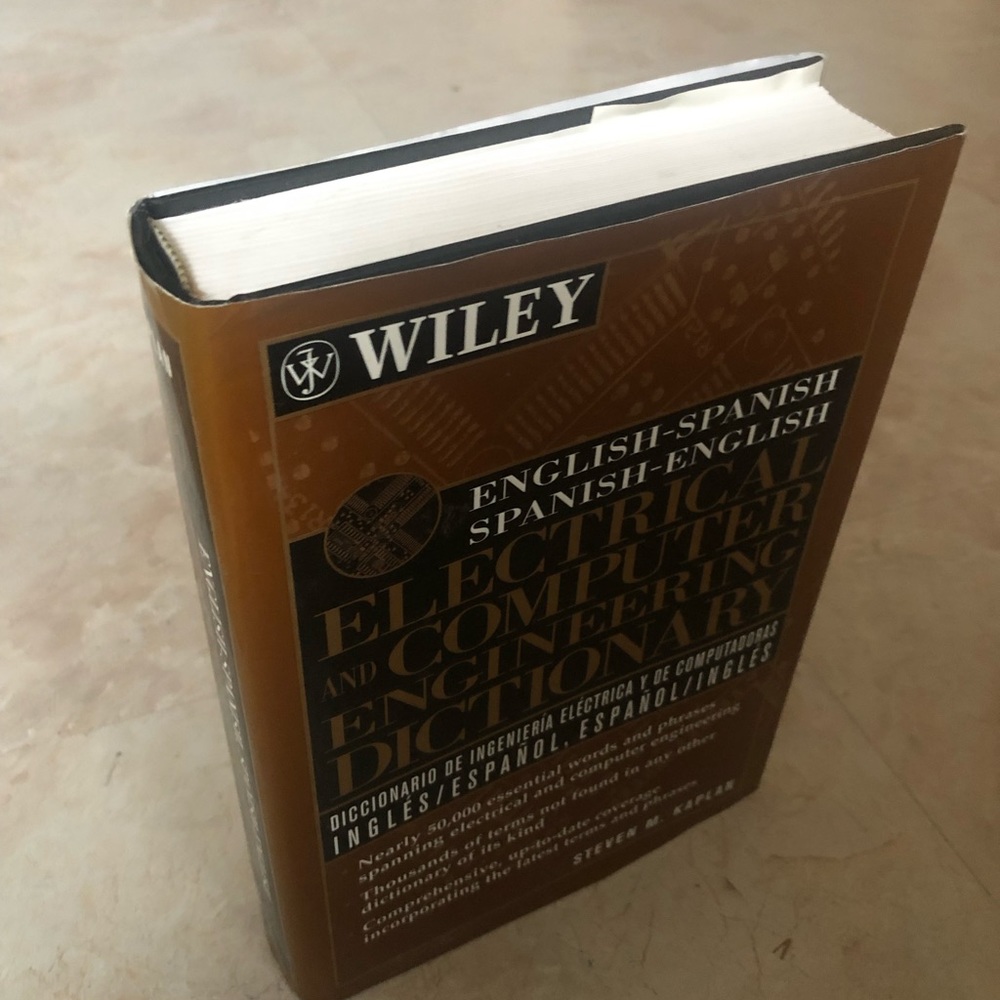 WILEY
ENGLISH-SPANISH
SPANISH-ENGLISH
ELECTRICAL
AND COMPUTER
ENGINEERING
DICTIONARY
DICCIONARIO DE INGENIERÍA ELÉCTRICA Y DE COMPUTADORAS
INGLÉS/ESPAÑOL, ESPAÑOL/INGLÉS
Nearly 50,000 essential words and phrases
spanning electrical and computer engineering
Thousands of terms not found in any other
dictionary of its kind
Comprehensive, up-to-date coverage
incorporating the latest terms and phrases
STEVEN M. KAPLAN